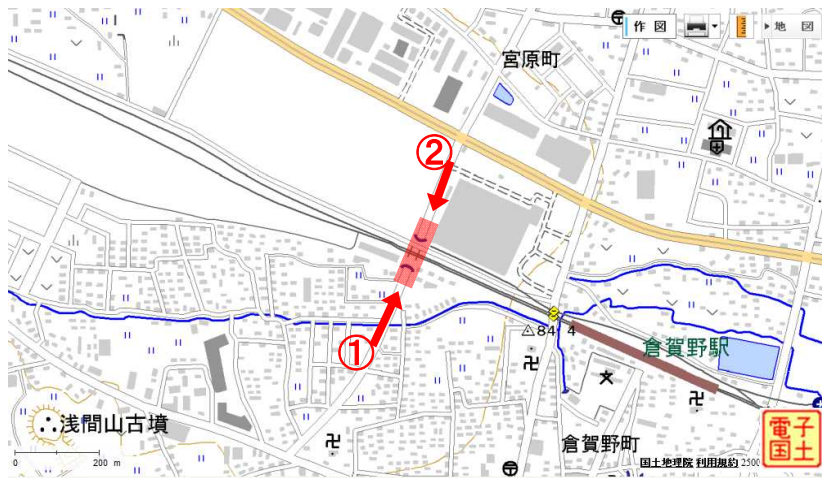 作 図
地 図
宮原町
②
84 4
倉賀野駅
①
浅間山古墳
倉賀野町
0 200 m
国土地理院 利用規約 2500
電子
国土